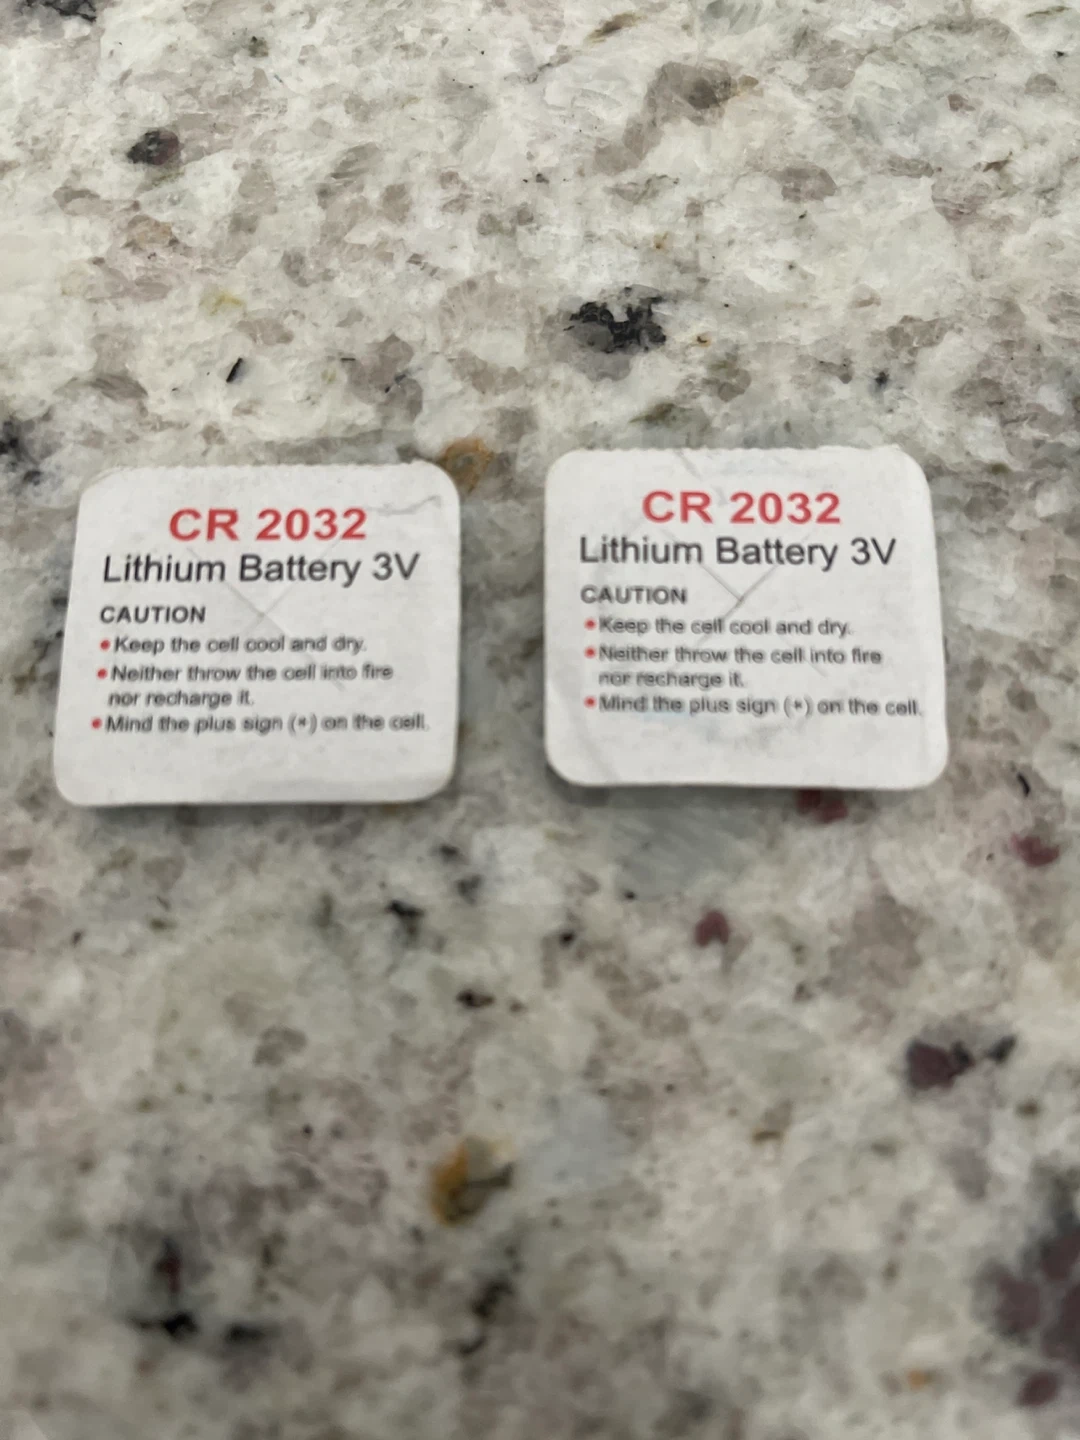 CR 2032
Lithium Battery 3V
CAUTION
• Keep the cell cool and dry.
• Neither throw the cell into fire
nor recharge it.
• Mind the plus sign (+) on the cell.
CR 2032
Lithium Battery 3V
CAUTION
• Keep the cell cool and dry.
• Neither throw the cell into fire
nor recharge it.
• Mind the plus sign (+) on the cell.